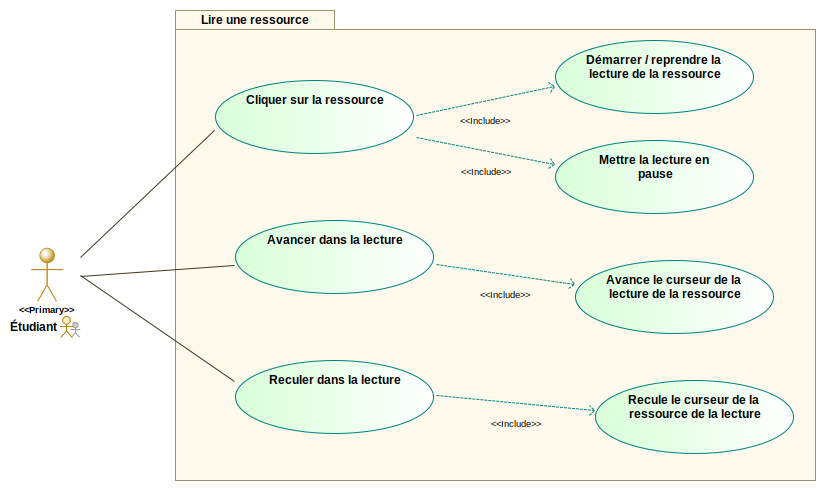 Lire une ressource
Cliquer sur la ressource
Démarrer / reprendre la
lecture de la ressource
<<Include>>
Mettre la lecture en
pause
<<Include>>
Avancer dans la lecture
Avance le curseur de la
lecture de la ressource
<<Include>>
<<Primary>>
Étudiant
Reculer dans la lecture
Recule le curseur de la
ressource de la lecture
<<Include>>